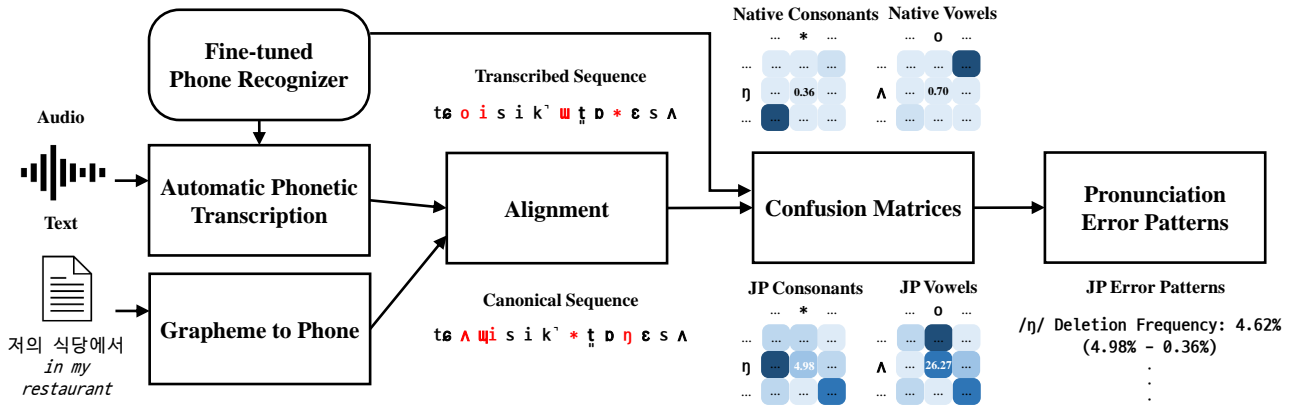 Native Consonants
Native Vowels
... * ...
... o ...
... ... ... ...
... ... ... ...
ŋ ... 0.36 ...
ʌ ... 0.70 ...
... ... ... ...
... ... ... ...
Fine-tuned
Phone Recognizer
Transcribed Sequence
tɕ o i s i k̚ ɯ t͈ ɒ * ɛ s ʌ
Audio
Automatic Phonetic
Transcription
Alignment
Confusion Matrices
Pronunciation
Error Patterns
Text
Grapheme to Phone
저의 식당에서
in my
restaurant
Canonical Sequence
tɕ ʌ ɰi s i k̚ * t͈ ɒ ŋ ɛ s ʌ
JP Consonants
JP Vowels
... * ...
... o ...
... ... ... ...
... ... ... ...
ŋ ... 4.98 ...
ʌ ... 26.27 ...
... ... ... ...
... ... ... ...
JP Error Patterns
/ŋ/ Deletion Frequency: 4.62%
(4.98% – 0.36%)
.
.
.